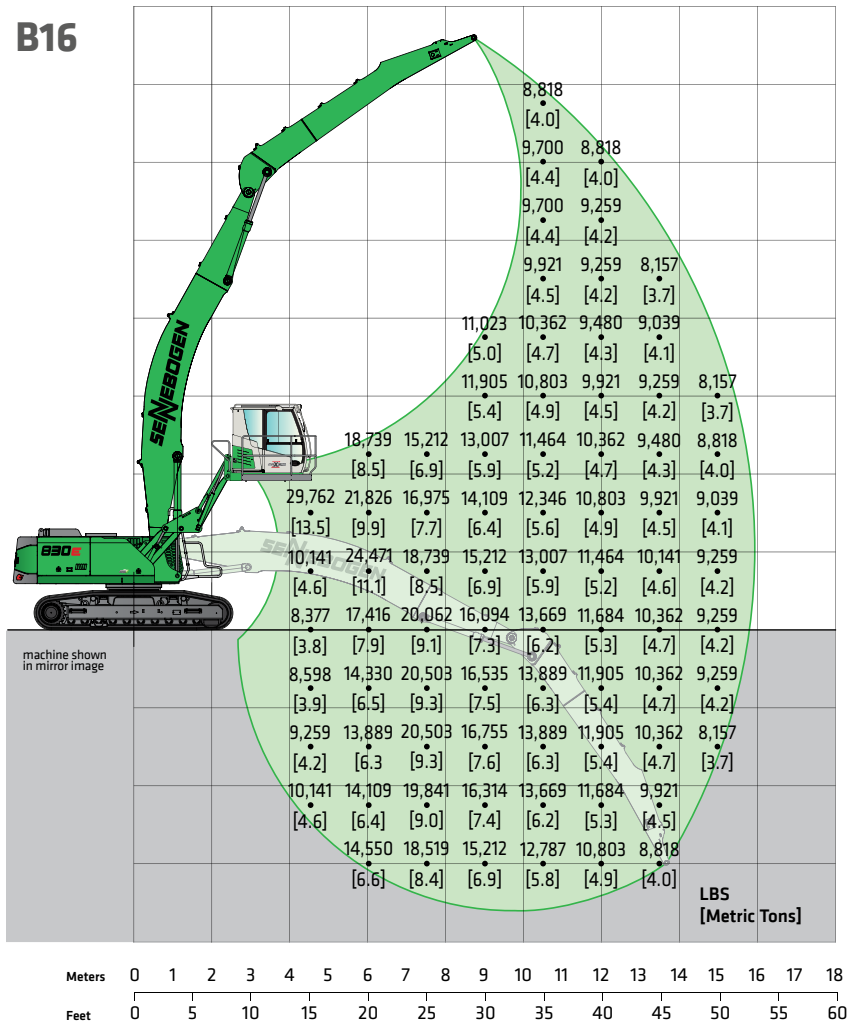 B16
8,818
[4.0]
9,700 8,818
[4.4] [4.0]
9,700 9,259
[4.4] [4.2]
9,921 9,259 8,157
[4.5] [4.2] [3.7]
11,023 10,362 9,480 9,039
[5.0] [4.7] [4.3] [4.1]
11,905 10,803 9,921 9,259 8,157
[5.4] [4.9] [4.5] [4.2] [3.7]
SENNEBOGEN
18,739 15,212 13,007 11,464 10,362 9,480 8,818
[8.5] [6.9] [5.9] [5.2] [4.7] [4.3] [4.0]
29,762 21,826 16,975 14,109 12,346 10,803 9,921 9,039
[13.5] [9.9] [7.7] [6.4] [5.6] [4.9] [4.5] [4.1]
830E
SENNEBOGEN
10,141 24,471 18,739 15,212 13,007 11,464 10,141 9,259
[4.6] [11.1] [8.5] [6.9] [5.9] [5.2] [4.6] [4.2]
8,377 17,416 20,062 16,094 13,669 11,684 10,362 9,259
[3.8] [7.9] [9.1] [7.3] [6.2] [5.3] [4.7] [4.2]
machine shown
in mirror image
8,598 14,330 20,503 16,535 13,889 11,905 10,362 9,259
[3.9] [6.5] [9.3] [7.5] [6.3] [5.4] [4.7] [4.2]
9,259 13,889 20,503 16,755 13,889 11,905 10,362 8,157
[4.2] [6.3 [9.3] [7.6] [6.3] [5.4] [4.7] [3.7]
10,141 14,109 19,841 16,314 13,669 11,684 9,921
[4.6] [6.4] [9.0] [7.4] [6.2] [5.3] [4.5]
14,550 18,519 15,212 12,787 10,803 8,818
[6.6] [8.4] [6.9] [5.8] [4.9] [4.0]
LBS
[Metric Tons]
Meters 0 1 2 3 4 5 6 7 8 9 10 11 12 13 14 15 16 17 18
Feet 0 5 10 15 20 25 30 35 40 45 50 55 60